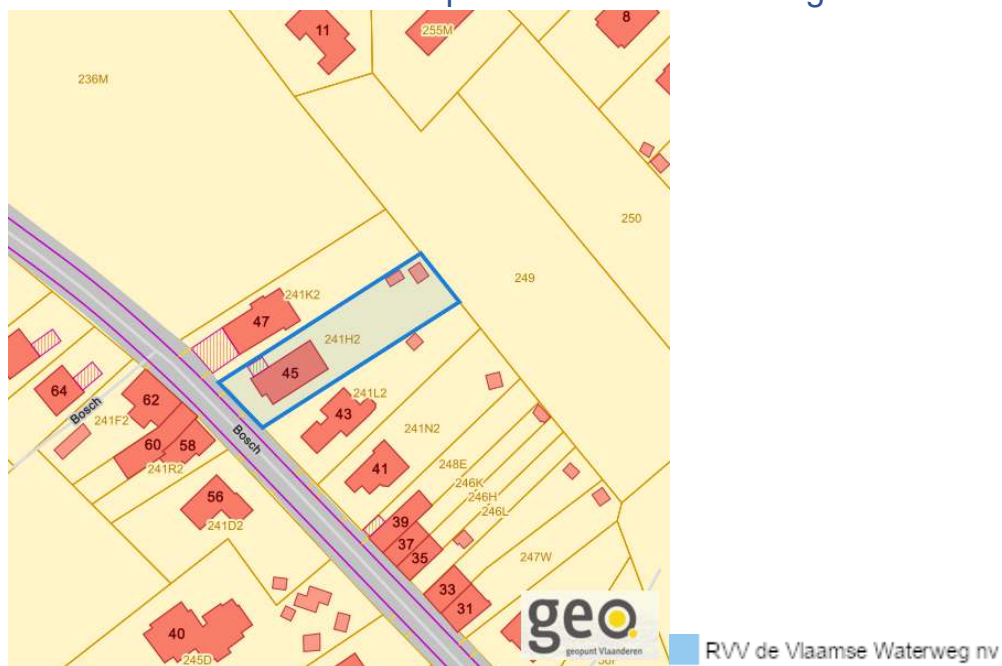 11
255M
8
236M
250
249
241K2
47
241H2
45
64
Bosch
62
241F2
60
58
241R2
Bosch
241L2
43
241N2
41
248E
246K
246H
246L
56
241D2
39
37
35
247W
33
31
40
245D
geo
geopunt Vlaanderen
RVV de Vlaamse Waterweg nv